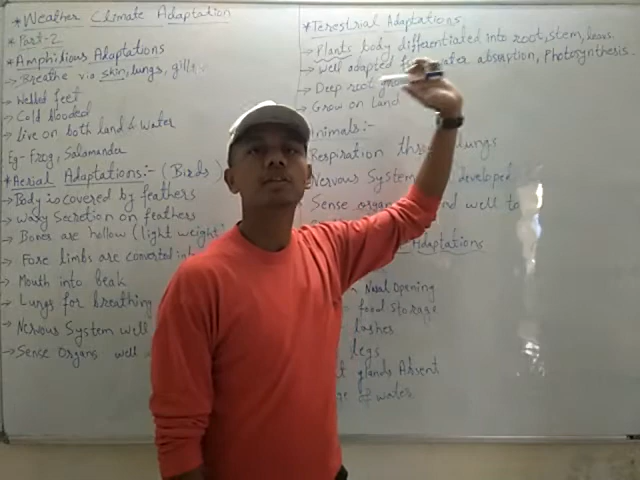 * Weather Climate Adaptation
* Part-2
* Amphibious Adaptations
→ Breathe via skin, lungs, gills.
→ Webbed feet
→ Cold blooded
→ Live on both land & water
Eg- Frog, Salamander
* Aerial Adaptations:- (Birds)
→ Body is covered by feathers
→ Waxy Secretion on feathers
→ Bones are hollow (light weight)
→ Fore limbs are converted into
→ Mouth into beak
→ Lungs for breathing
→ Nervous System well
→ Sense Organs well
* Terestrial Adaptations
→ Plants body differentiated into root, stem, leaves.
→ Well adapted for water absorption, Photosynthesis.
→ Deep root
→ Grow on Land
Animals:-
Respiration through lungs
Nervous System developed
Sense organs and well to
Adaptations
Nasal Opening
food storage
lashes
legs
glands Absent
of water